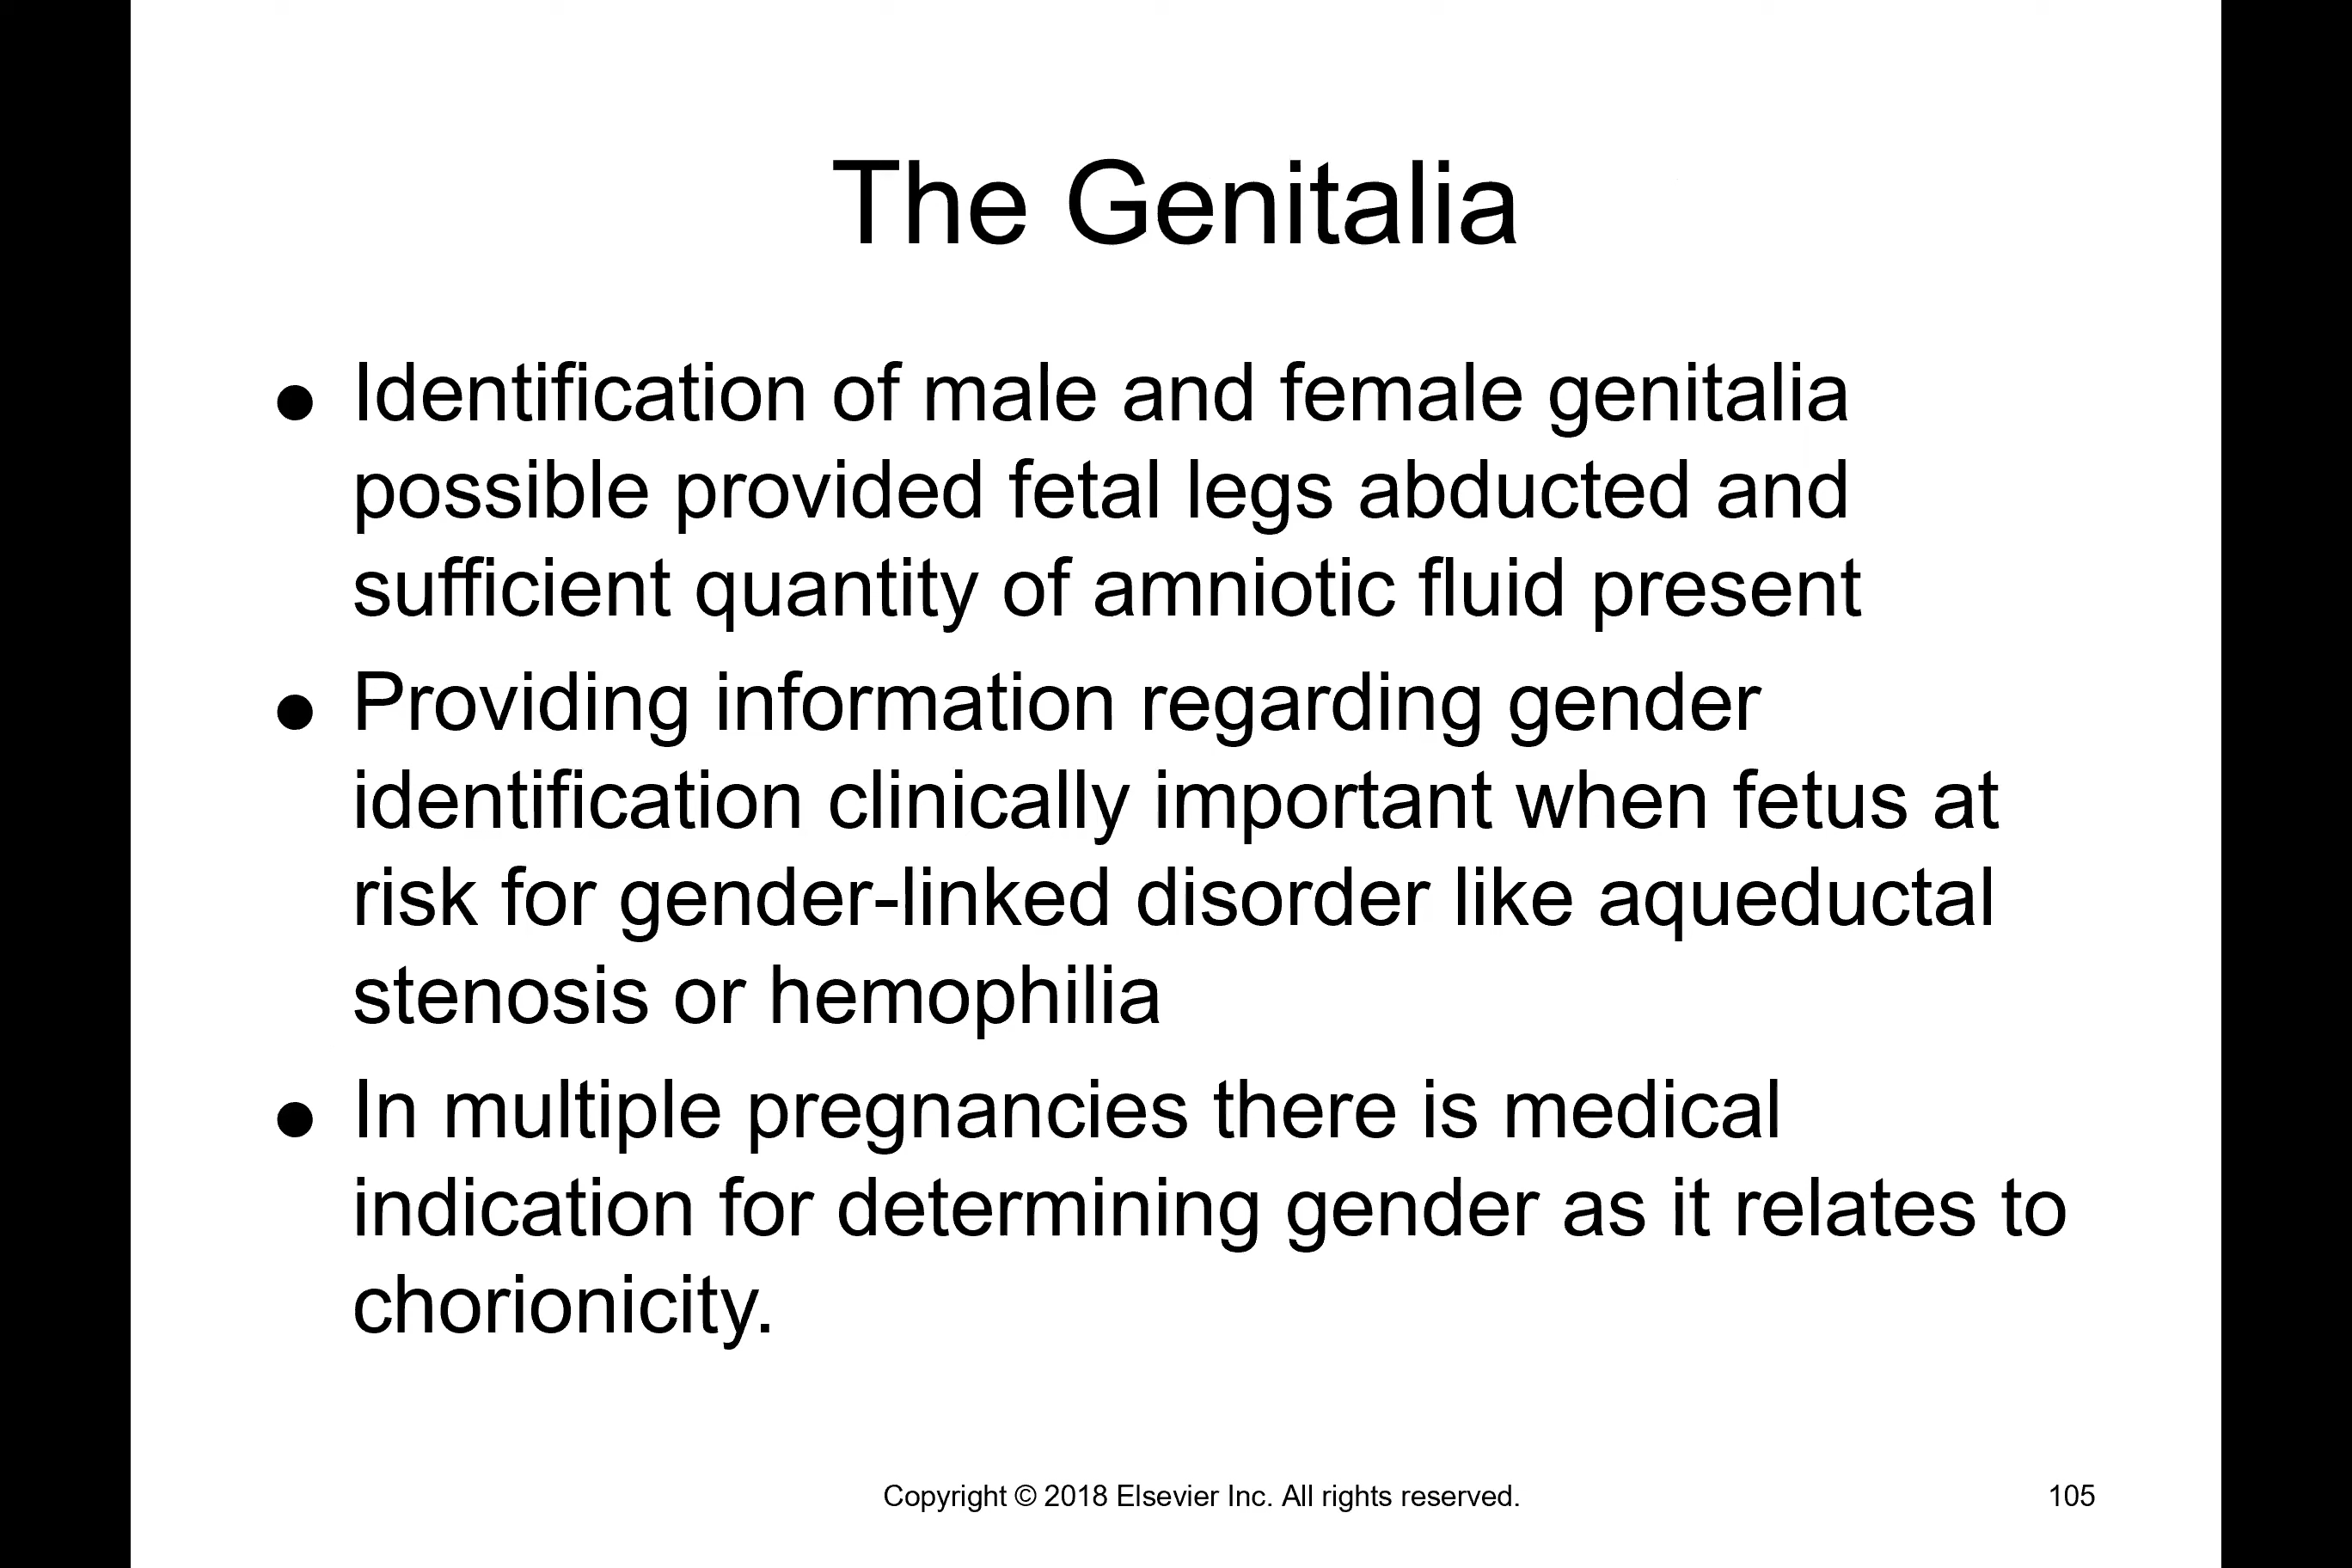 The Genitalia
● Identification of male and female genitalia
possible provided fetal legs abducted and
sufficient quantity of amniotic fluid present
● Providing information regarding gender
identification clinically important when fetus at
risk for gender-linked disorder like aqueductal
stenosis or hemophilia
● In multiple pregnancies there is medical
indication for determining gender as it relates to
chorionicity.
Copyright © 2018 Elsevier Inc. All rights reserved.
105